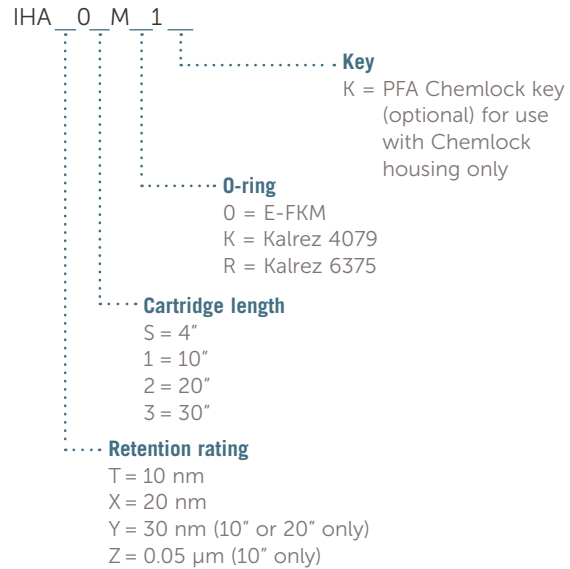 IHA__0__M__1__
Key
K = PFA Chemlock key
(optional) for use
with Chemlock
housing only
O-ring
0 = E-FKM
K = Kalrez 4079
R = Kalrez 6375
Cartridge length
S = 4″
1 = 10″
2 = 20″
3 = 30″
Retention rating
T = 10 nm
X = 20 nm
Y = 30 nm (10″ or 20″ only)
Z = 0.05 µm (10″ only)